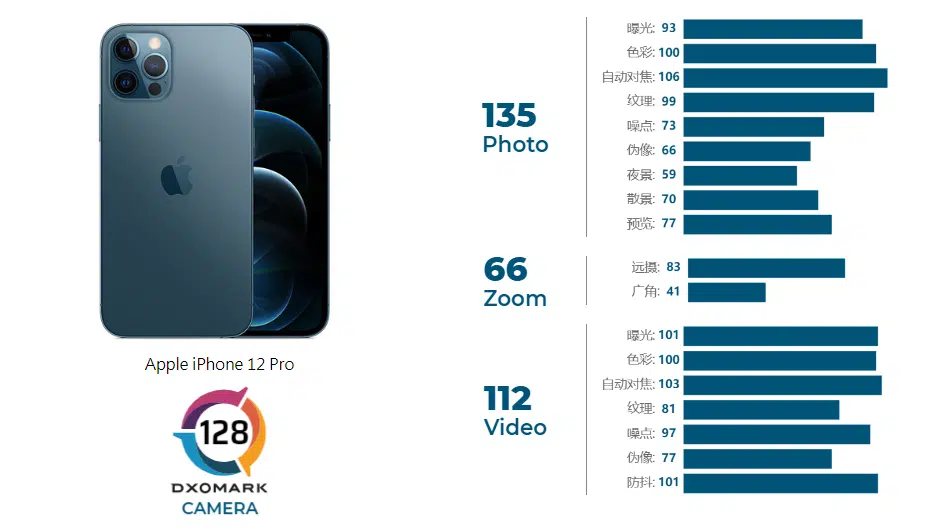 Apple iPhone 12 Pro
128
DXOMARK
CAMERA
135
Photo
曝光: 93
色彩: 100
自动对焦: 106
纹理: 99
噪点: 73
伪像: 66
夜景: 59
散景: 70
预览: 77
66
Zoom
远摄: 83
广角: 41
112
Video
曝光: 101
色彩: 100
自动对焦: 103
纹理: 81
噪点: 97
伪像: 77
防抖: 101